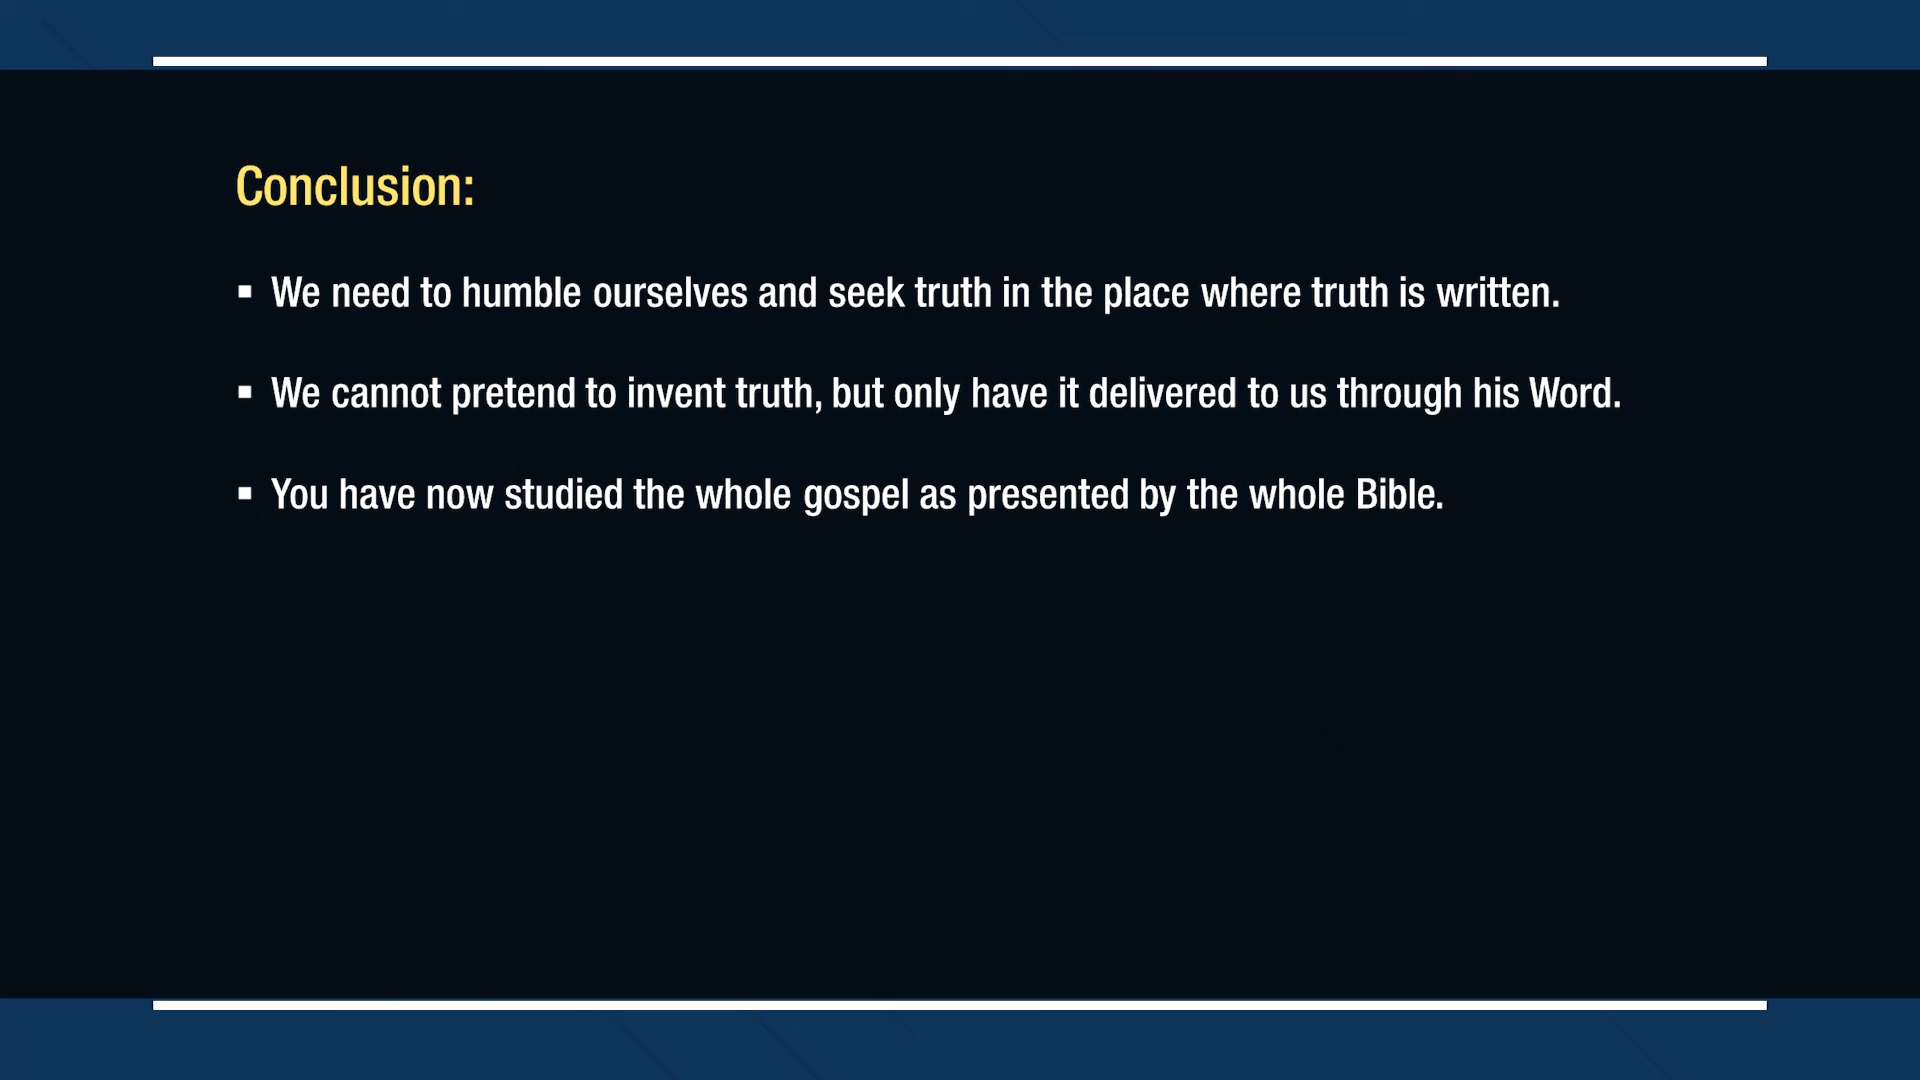 Conclusion:
▪ We need to humble ourselves and seek truth in the place where truth is written.
▪ We cannot pretend to invent truth, but only have it delivered to us through his Word.
▪ You have now studied the whole gospel as presented by the whole Bible.